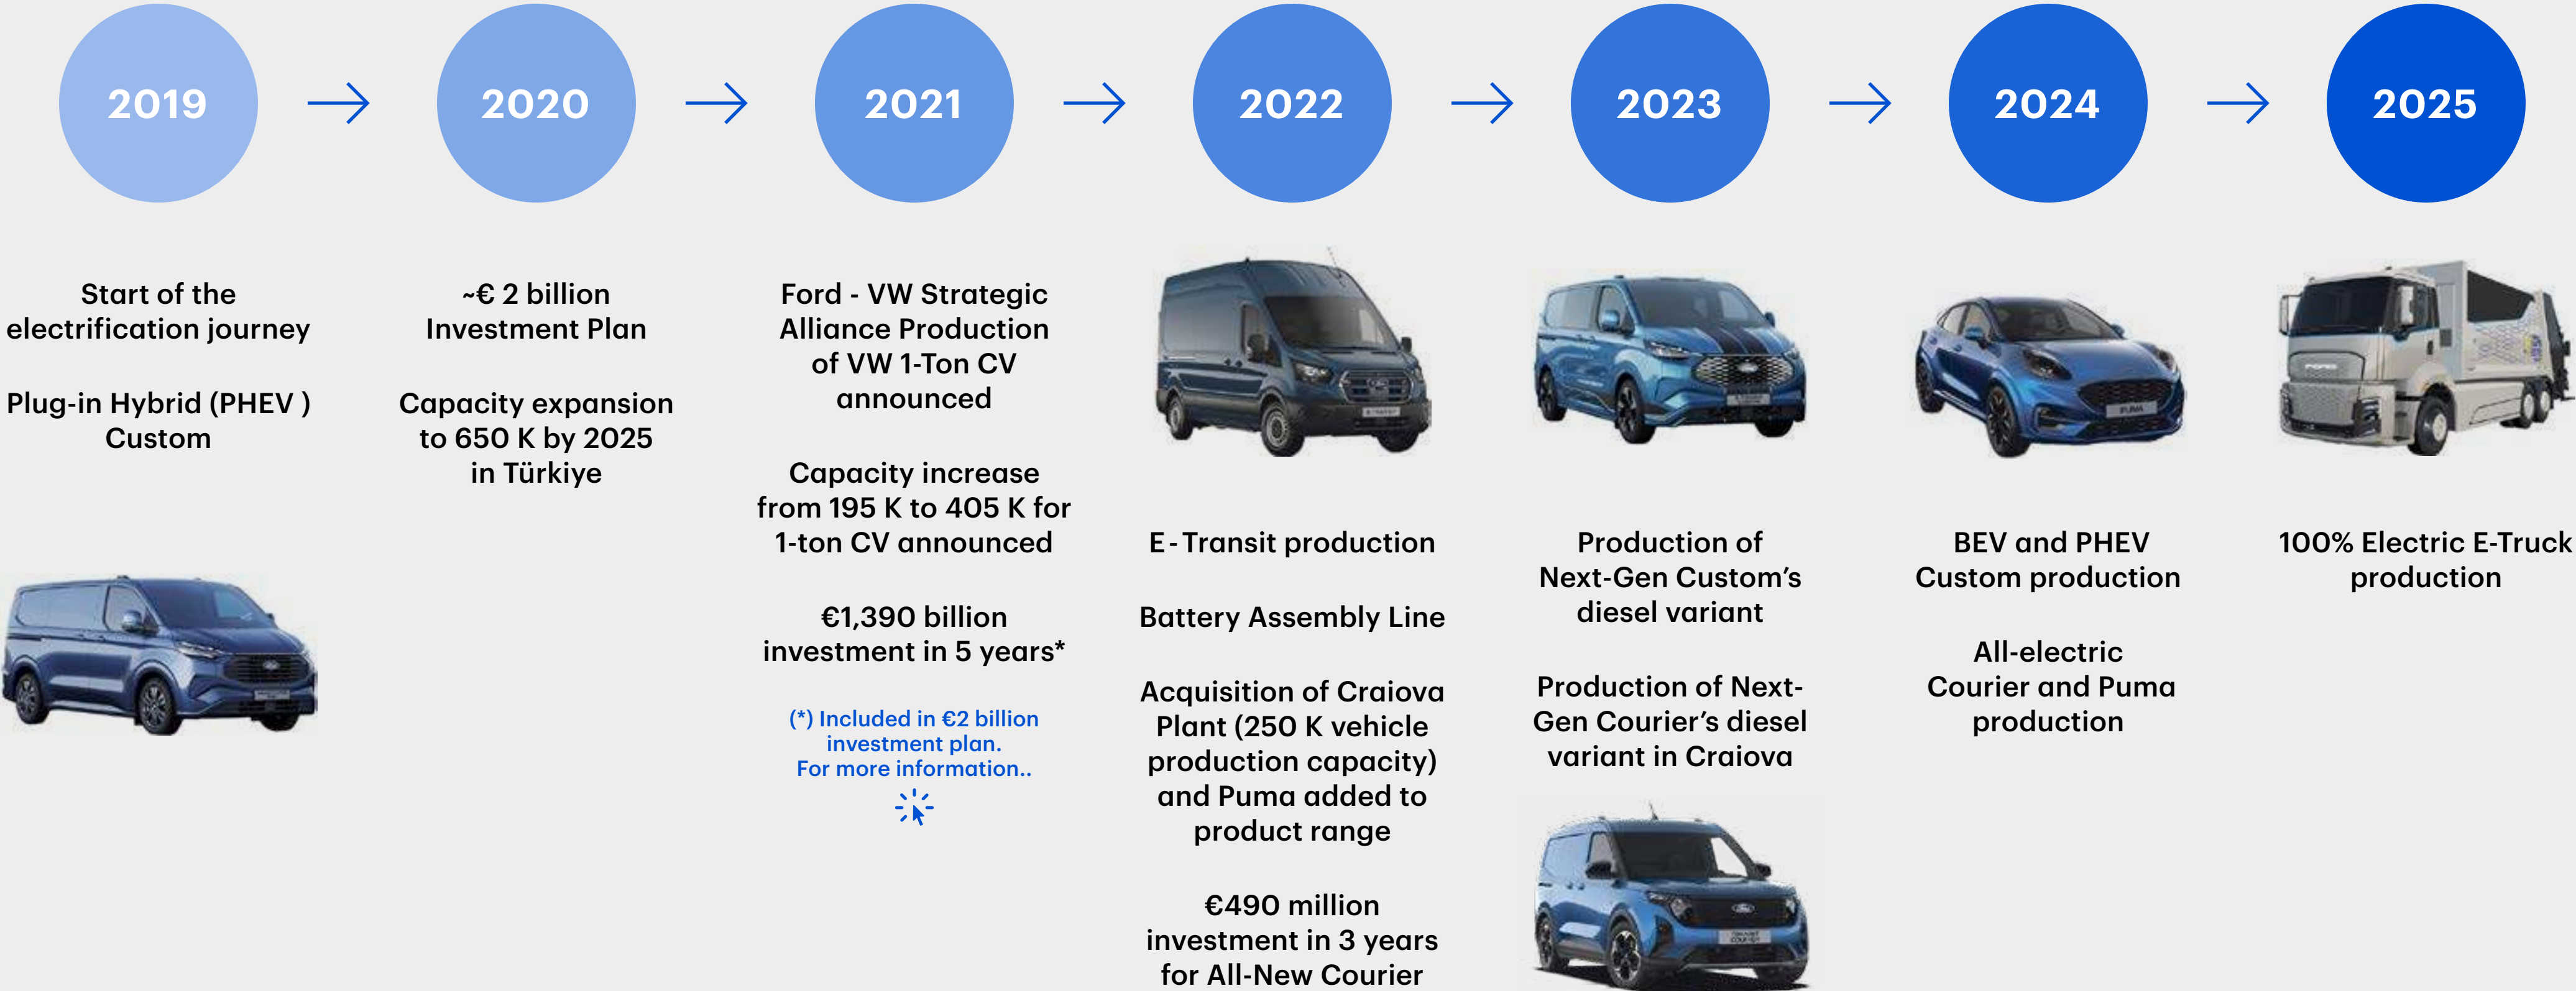 2019
2020
2021
2022
2023
2024
2025
Start of the
electrification journey
Plug-in Hybrid (PHEV )
Custom
~€ 2 billion
Investment Plan
Capacity expansion
to 650 K by 2025
in Türkiye
Ford - VW Strategic
Alliance Production
of VW 1-Ton CV
announced
Capacity increase
from 195 K to 405 K for
1-ton CV announced
€1,390 billion
investment in 5 years*
(*) Included in €2 billion
investment plan.
For more information..
E-Transit production
Battery Assembly Line
Acquisition of Craiova
Plant (250 K vehicle
production capacity)
and Puma added to
product range
€490 million
investment in 3 years
for All-New Courier
Production of
Next-Gen Custom’s
diesel variant
Production of Next-
Gen Courier’s diesel
variant in Craiova
PUMA
BEV and PHEV
Custom production
All-electric
Courier and Puma
production
100% Electric E-Truck
production